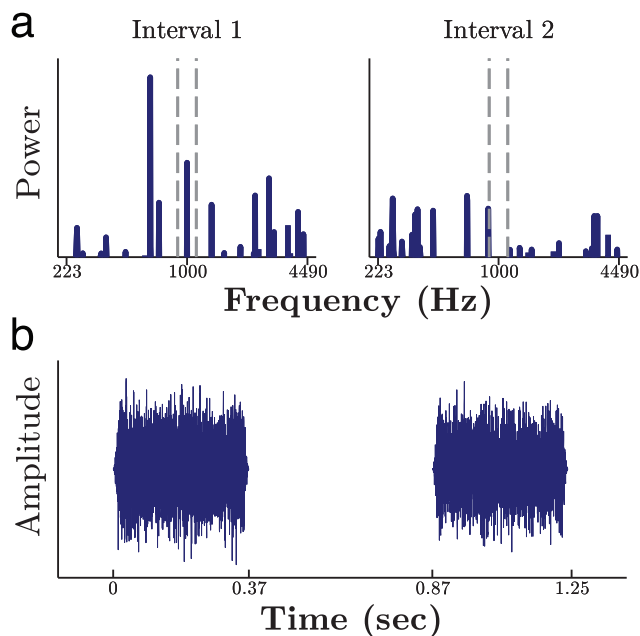 a
Interval 1
Interval 2
Power
223
1000
4490
223
1000
4490
Frequency (Hz)
b
Amplitude
0
0.37
0.87
1.25
Time (sec)